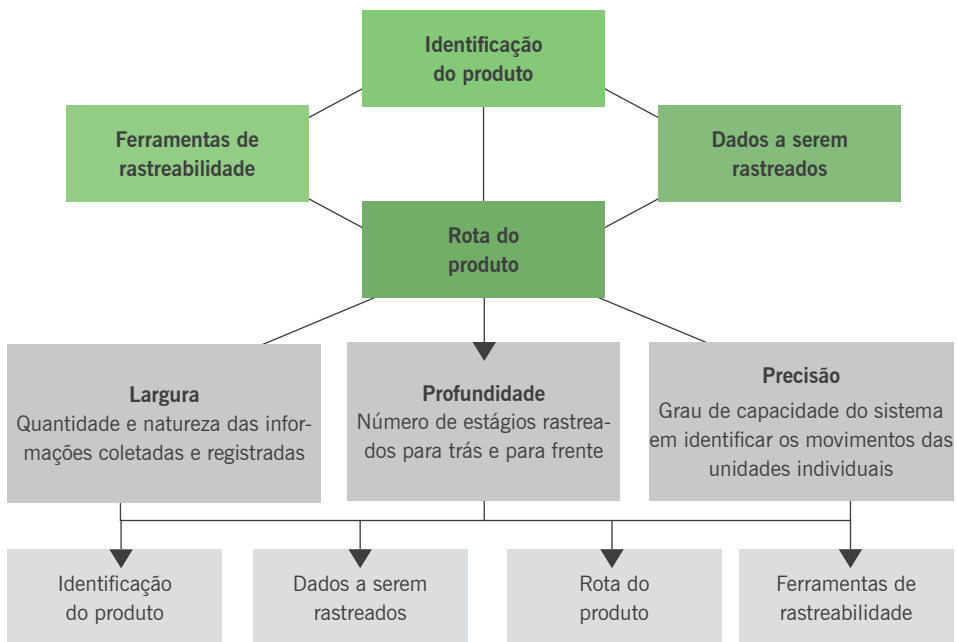 Identificação
do produto
Ferramentas de
rastreabilidade
Dados a serem
rastreados
Rota do
produto
Largura
Quantidade e natureza das infor-
mações coletadas e registradas
Profundidade
Número de estágios rastrea-
dos para trás e para frente
Precisão
Grau de capacidade do sistema
em identificar os movimentos das
unidades individuais
Identificação
do produto
Dados a serem
rastreados
Rota do
produto
Ferramentas de
rastreabilidade